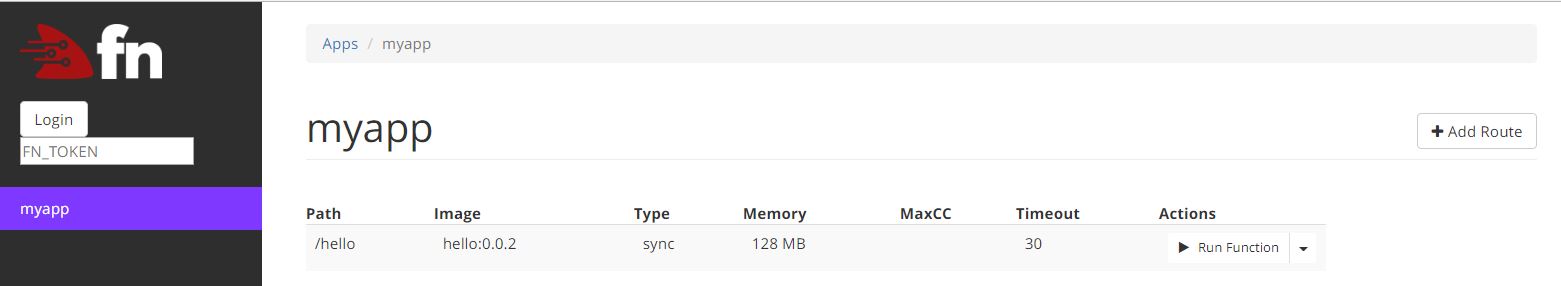 fn
Login
FN_TOKEN
myapp
Apps / myapp
myapp
Add Route
Path Image Type Memory MaxCC Timeout Actions
/hello hello:0.0.2 sync 128 MB 30 Run Function